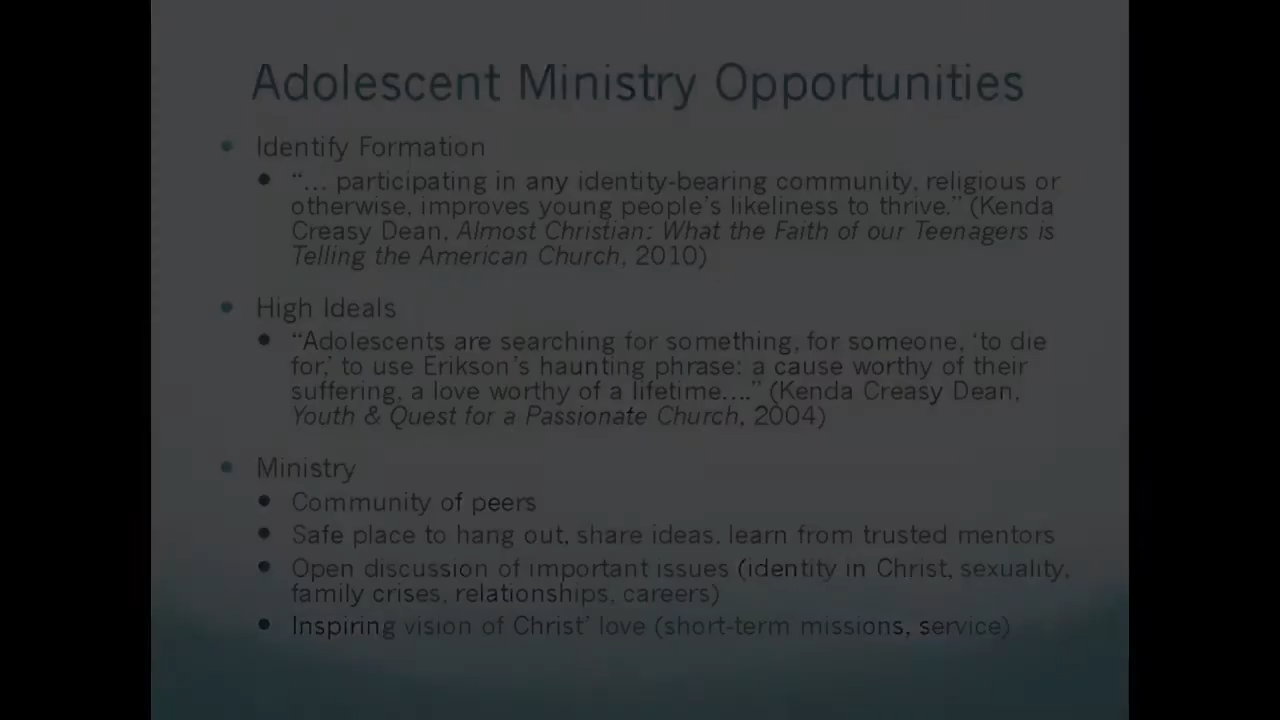 Adolescent Ministry Opportunities
• Identify Formation
• “... participating in any identity-bearing community, religious or
otherwise, improves young people’s likeliness to thrive.” (Kenda
Creasy Dean, Almost Christian: What the Faith of our Teenagers is
Telling the American Church, 2010)
• High Ideals
• “Adolescents are searching for something, for someone, ‘to die
for,’ to use Erikson’s haunting phrase: a cause worthy of their
suffering, a love worthy of a lifetime....” (Kenda Creasy Dean,
Youth & Quest for a Passionate Church, 2004)
• Ministry
• Community of peers
• Safe place to hang out, share ideas, learn from trusted mentors
• Open discussion of important issues (identity in Christ, sexuality,
family crises, relationships, careers)
• Inspiring vision of Christ’ love (short-term missions, service)